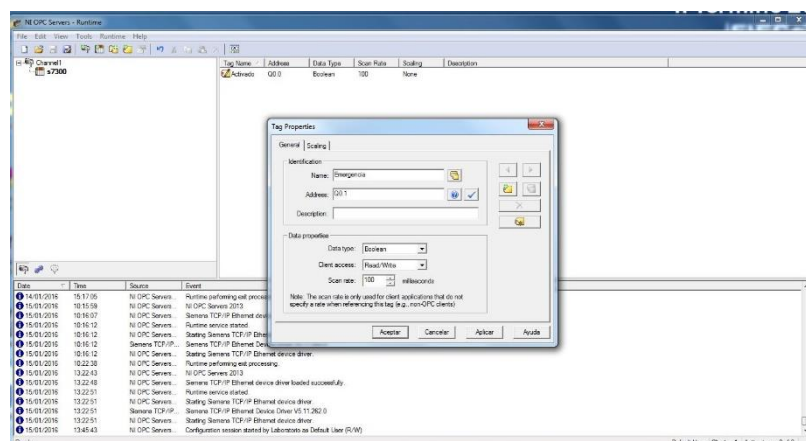 NI OPC Servers - Runtime
File Edit View Tools Runtime Help
Channel1
s7300
Tag Name Address Data Type Scan Rate Scaling Description
Activado Q0.0 Boolean 100 None
Tag Properties
General Scaling
Identification
Name: Emergencia
Address: Q0.1
Description:
Data properties
Data type: Boolean
Client access: Read/Write
Scan rate: 100 milliseconds
Note: The scan rate is only used for client applications that do not
specify a rate when referencing this tag (e.g., non-OPC clients)
Aceptar Cancelar Aplicar Ayuda
Date Time Source Event
14/01/2016 15:17:05 NI OPC Servers... Runtime performing exit proce
15/01/2016 10:15:59 NI OPC Servers... NI OPC Servers 2013
15/01/2016 10:16:07 NI OPC Servers... Siemens TCP/IP Ethernet dev
15/01/2016 10:16:12 NI OPC Servers... Runtime service started.
15/01/2016 10:16:12 NI OPC Servers... Starting Siemens TCP/IP Ether
15/01/2016 10:16:12 Siemens TCP/IP... Siemens TCP/IP Ethernet Devi
15/01/2016 10:16:12 NI OPC Servers... Starting Siemens TCP/IP Ethernet device driver.
15/01/2016 10:22:38 NI OPC Servers... Runtime performing exit processing.
15/01/2016 13:22:43 NI OPC Servers... NI OPC Servers 2013
15/01/2016 13:22:48 NI OPC Servers... Siemens TCP/IP Ethernet device driver loaded successfully.
15/01/2016 13:22:51 NI OPC Servers... Runtime service started.
15/01/2016 13:22:51 NI OPC Servers... Starting Siemens TCP/IP Ethernet device driver.
15/01/2016 13:22:51 Siemens TCP/IP... Siemens TCP/IP Ethernet Device Driver V5.11.262.0
15/01/2016 13:22:51 NI OPC Servers... Starting Siemens TCP/IP Ethernet device driver.
15/01/2016 13:45:43 NI OPC Servers... Configuration session started by Laboratorio as Default User (R/W)